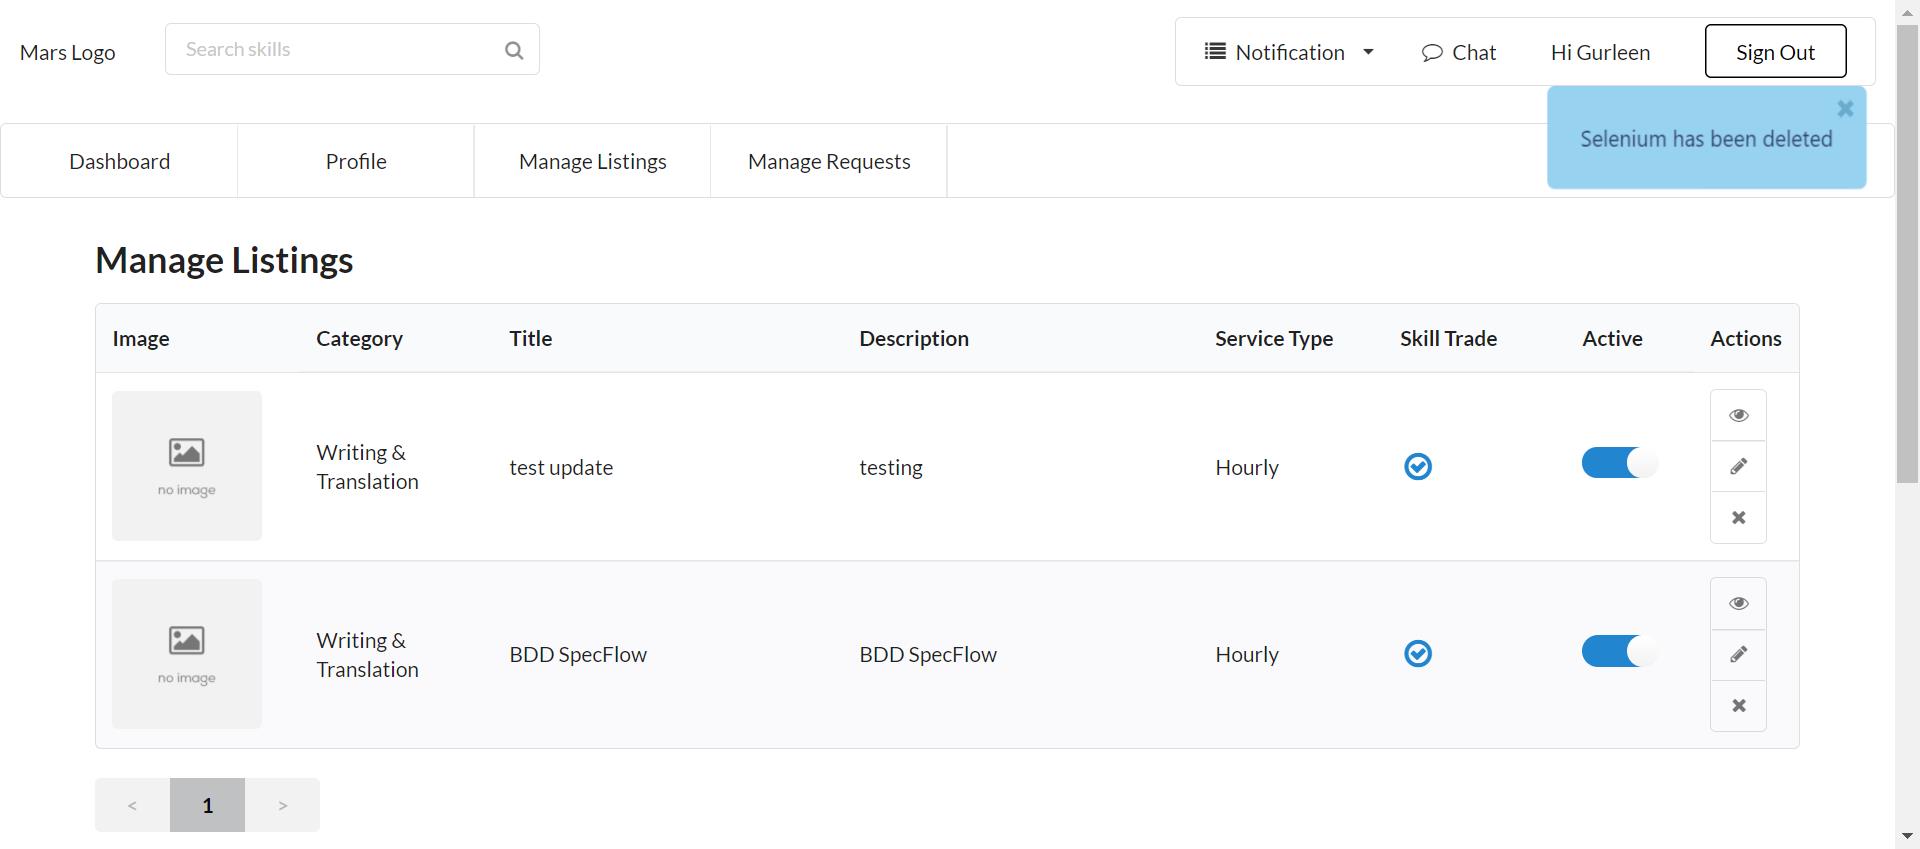 Mars Logo
Search skills
Notification
Chat
Hi Gurleen
Sign Out
Selenium has been deleted
Dashboard
Profile
Manage Listings
Manage Requests
Manage Listings
Image Category Title Description Service Type Skill Trade Active Actions
no image
Writing &
Translation
test update
testing
Hourly
no image
Writing &
Translation
BDD SpecFlow
BDD SpecFlow
Hourly
< 1 >